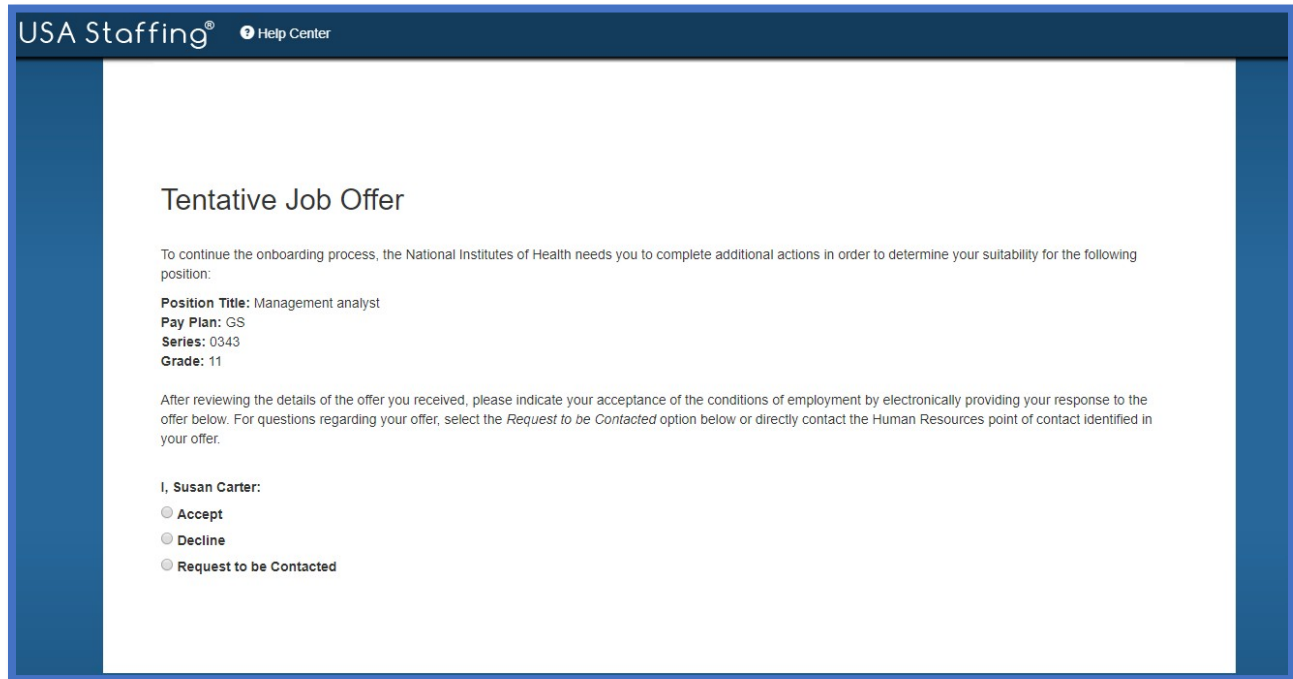 USA Staffing®
? Help Center
Tentative Job Offer
To continue the onboarding process, the National Institutes of Health needs you to complete additional actions in order to determine your suitability for the following
position:
Position Title: Management analyst
Pay Plan: GS
Series: 0343
Grade: 11
After reviewing the details of the offer you received, please indicate your acceptance of the conditions of employment by electronically providing your response to the
offer below. For questions regarding your offer, select the Request to be Contacted option below or directly contact the Human Resources point of contact identified in
your offer.
I, Susan Carter:
Accept
Decline
Request to be Contacted